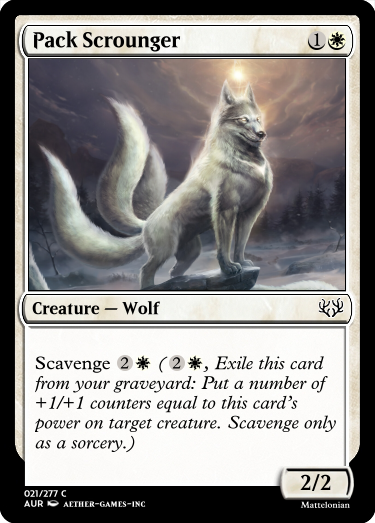 Pack Scrounger 1
Creature — Wolf
Scavenge 2 ( 2 , Exile this card
from your graveyard: Put a number of
+1/+1 counters equal to this card's
power on target creature. Scavenge only
as a sorcery.)
2/2
021/277 C
AUR AETHER-GAMES-INC
Mattelonian